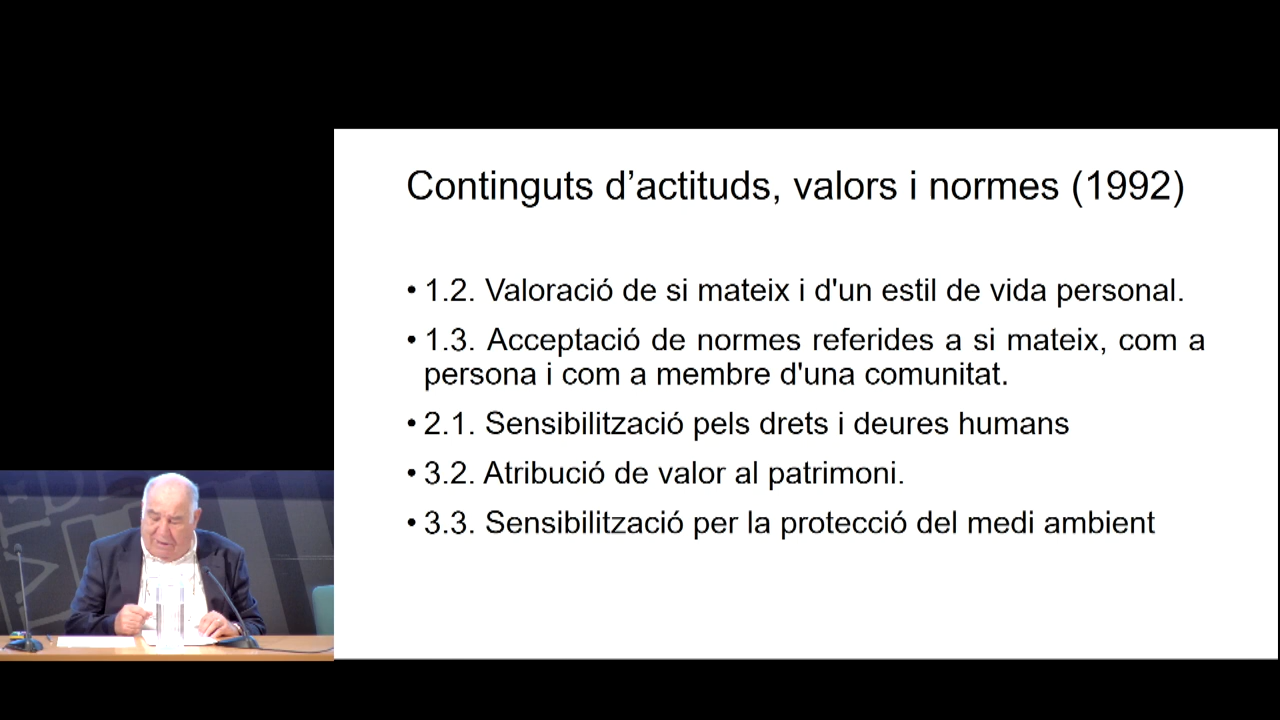 Continguts d’actituds, valors i normes (1992)
• 1.2. Valoració de si mateix i d'un estil de vida personal.
• 1.3. Acceptació de normes referides a si mateix, com a
persona i com a membre d'una comunitat.
• 2.1. Sensibilització pels drets i deures humans
• 3.2. Atribució de valor al patrimoni.
• 3.3. Sensibilització per la protecció del medi ambient